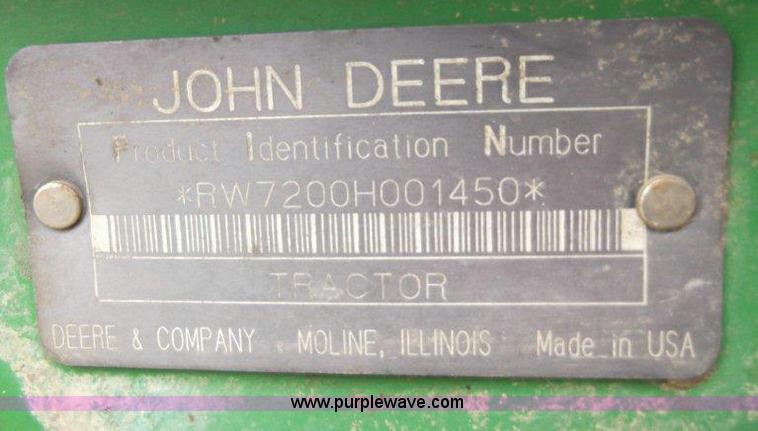 JOHN DEERE
Product Identification Number
*RW7200H001450*
TRACTOR
DEERE & COMPANY MOLINE, ILLINOIS Made in USA
www.purplewave.com